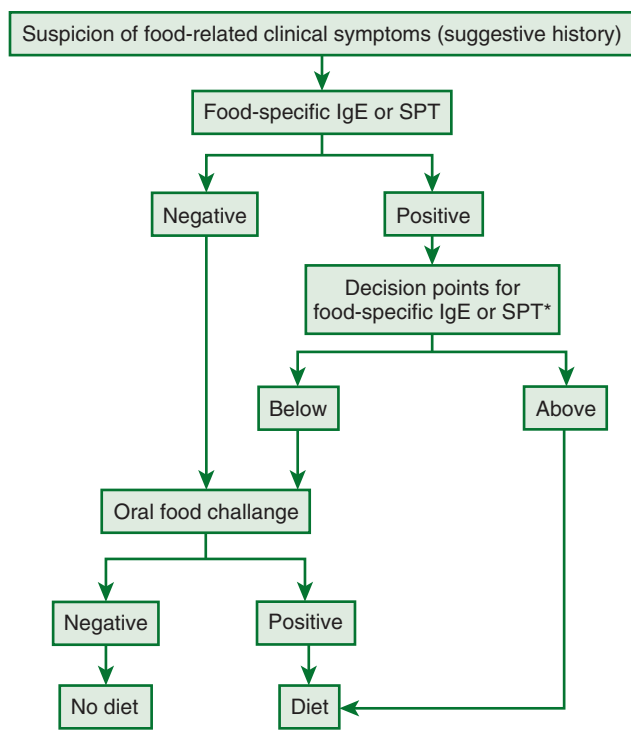 Suspicion of food-related clinical symptoms (suggestive history)
Food-specific IgE or SPT
Negative
Positive
Decision points for
food-specific IgE or SPT*
Below
Above
Oral food challange
Negative
Positive
No diet
Diet